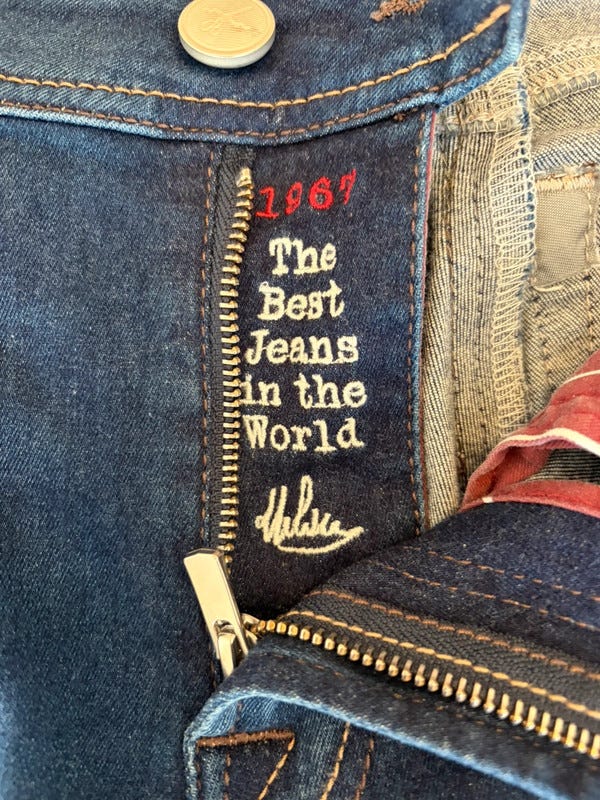 1967
The
Best
Jeans
in the
World